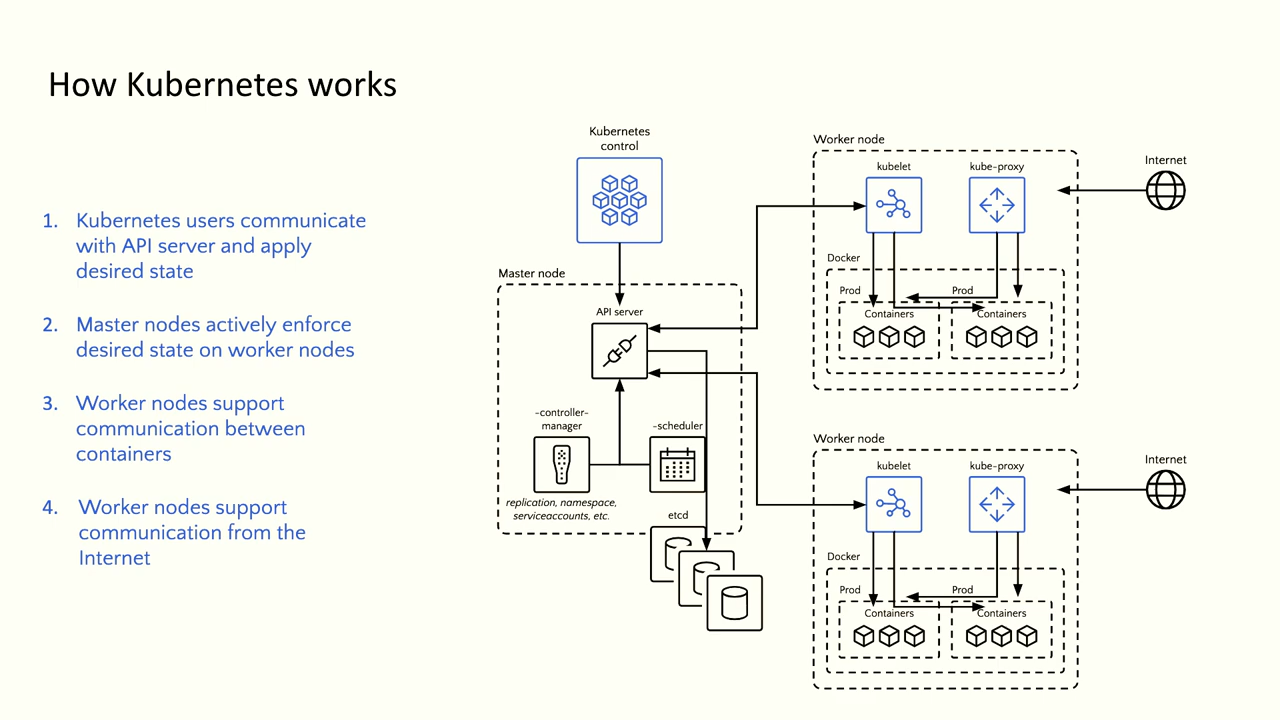 How Kubernetes works
1. Kubernetes users communicate
with API server and apply
desired state
2. Master nodes actively enforce
desired state on worker nodes
3. Worker nodes support
communication between
containers
4. Worker nodes support
communication from the
Internet
Kubernetes
control
Master node
API server
-controller-
manager
-scheduler
replication, namespace,
serviceaccounts, etc.
etcd
Worker node
kubelet
kube-proxy
Internet
Docker
Prod
Prod
Containers
Containers
Worker node
kubelet
kube-proxy
Internet
Docker
Prod
Prod
Containers
Containers